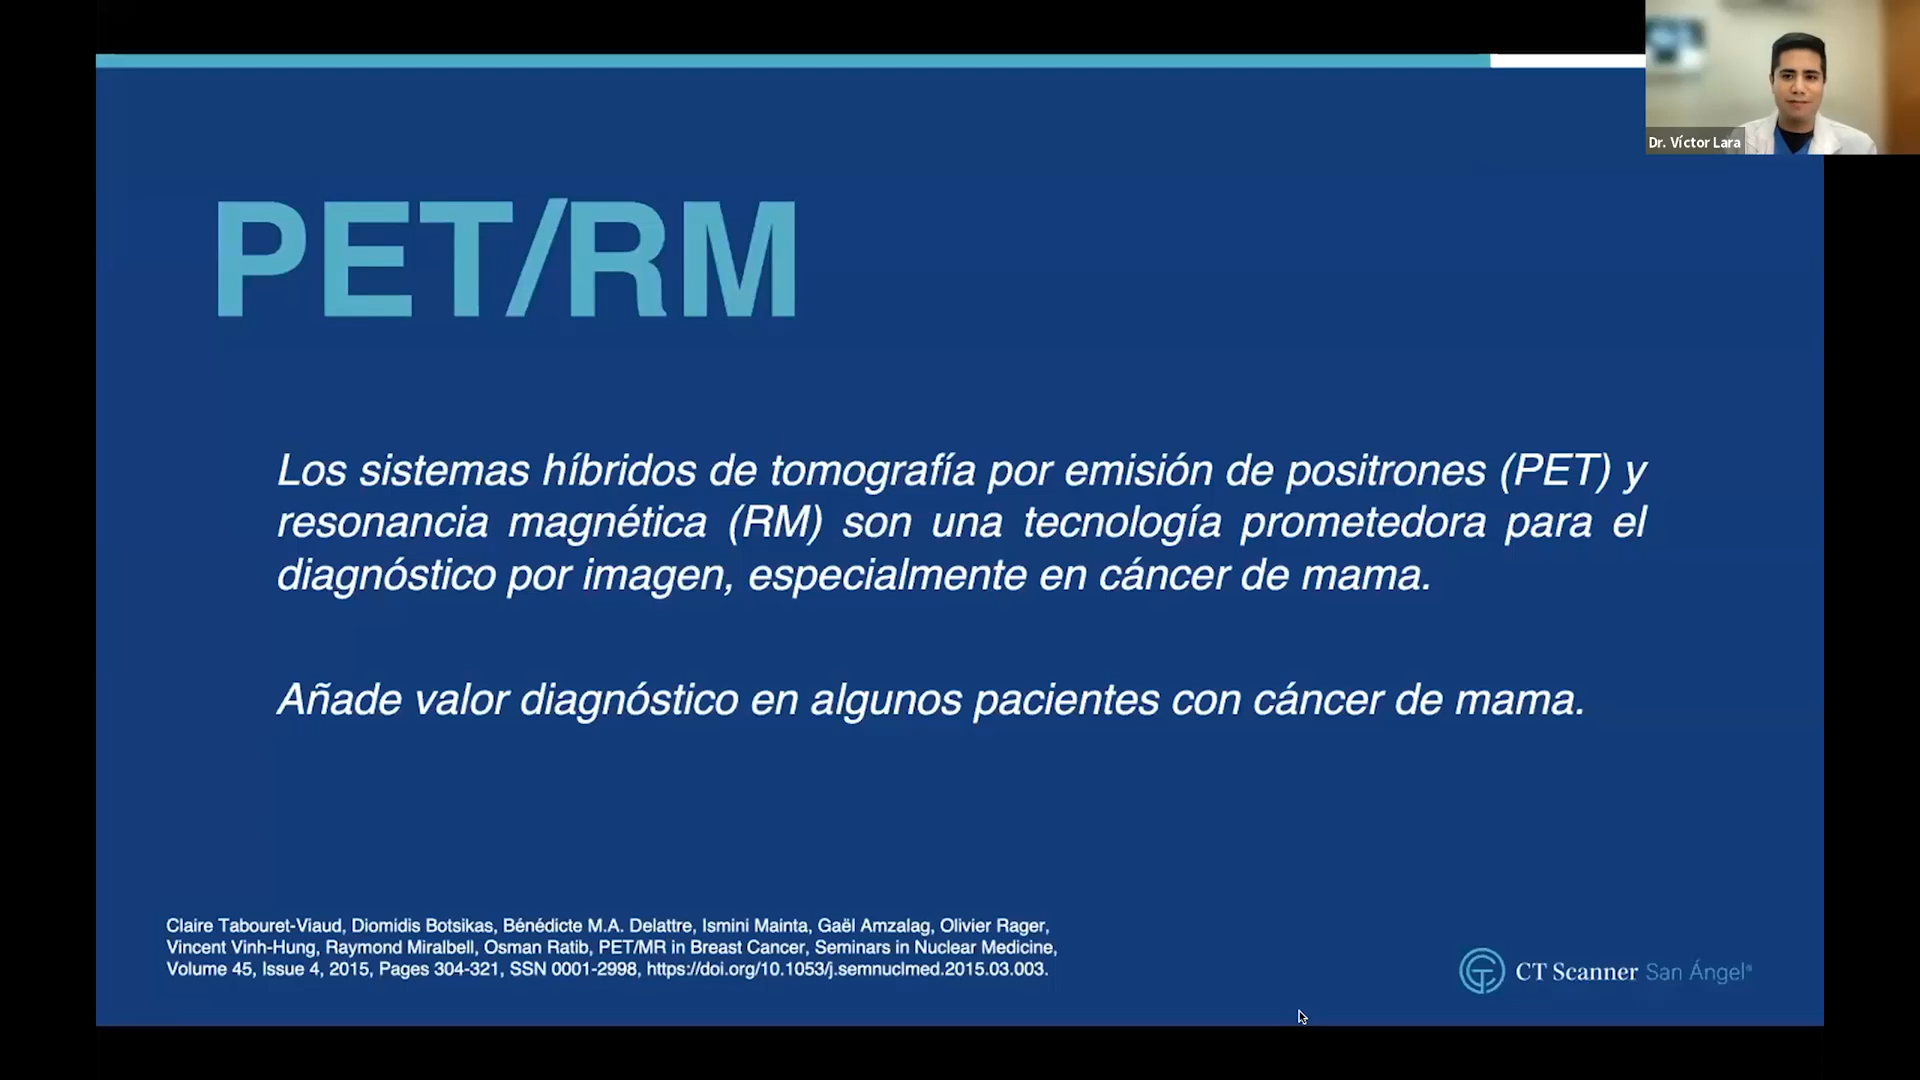 Dr. Víctor Lara
PET/RM
Los sistemas híbridos de tomografía por emisión de positrones (PET) y
resonancia magnética (RM) son una tecnología prometedora para el
diagnóstico por imagen, especialmente en cáncer de mama.
Añade valor diagnóstico en algunos pacientes con cáncer de mama.
Claire Tabouret-Viaud, Diomidis Botsikas, Bénédicte M.A. Delattre, Ismini Mainta, Gaël Amzalag, Olivier Rager,
Vincent Vinh-Hung, Raymond Miralbell, Osman Ratib, PET/MR in Breast Cancer, Seminars in Nuclear Medicine,
Volume 45, Issue 4, 2015, Pages 304-321, SSN 0001-2998, https://doi.org/10.1053/j.semnuclmed.2015.03.003.
CT Scanner San Ángel®